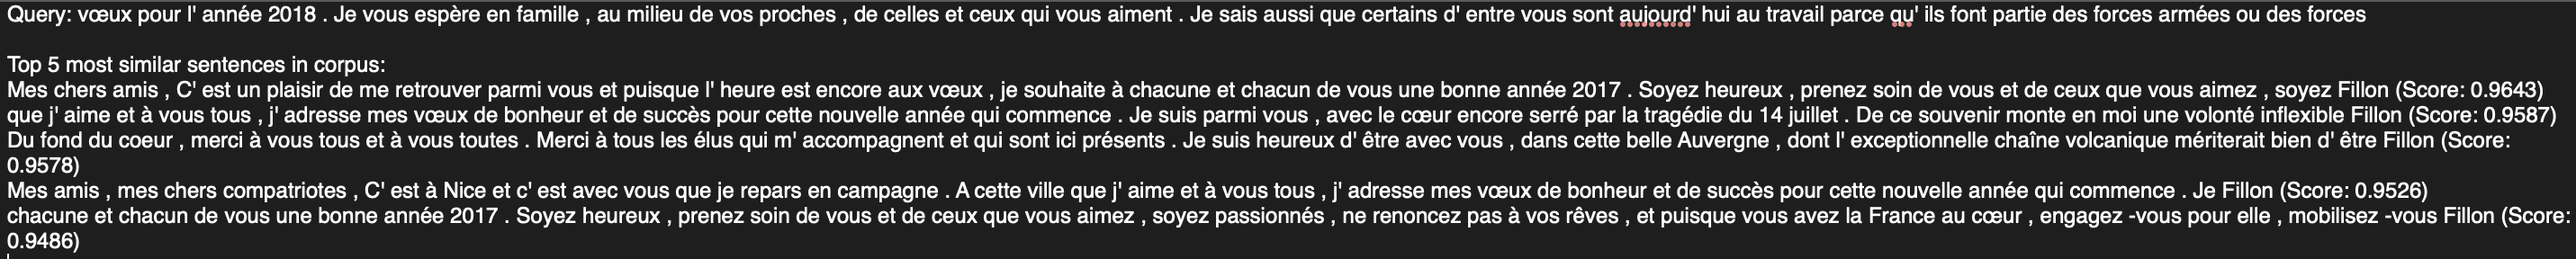 Query: vœux pour l' année 2018 . Je vous espère en famille , au milieu de vos proches , de celles et ceux qui vous aiment . Je sais aussi que certains d' entre vous sont aujourd' hui au travail parce qu' ils font partie des forces armées ou des forces
Top 5 most similar sentences in corpus:
Mes chers amis , C' est un plaisir de me retrouver parmi vous et puisque l' heure est encore aux vœux , je souhaite à chacune et chacun de vous une bonne année 2017 . Soyez heureux , prenez soin de vous et de ceux que vous aimez , soyez Fillon (Score: 0.9643)
que j' aime et à vous tous , j' adresse mes vœux de bonheur et de succès pour cette nouvelle année qui commence . Je suis parmi vous , avec le cœur encore serré par la tragédie du 14 juillet . De ce souvenir monte en moi une volonté inflexible Fillon (Score: 0.9587)
Du fond du coeur , merci à vous tous et à vous toutes . Merci à tous les élus qui m' accompagnent et qui sont ici présents . Je suis heureux d' être avec vous , dans cette belle Auvergne , dont l' exceptionnelle chaîne volcanique mériterait bien d' être Fillon (Score:
0.9578)
Mes amis , mes chers compatriotes , C' est à Nice et c' est avec vous que je repars en campagne . A cette ville que j' aime et à vous tous , j' adresse mes vœux de bonheur et de succès pour cette nouvelle année qui commence . Je Fillon (Score: 0.9526)
chacune et chacun de vous une bonne année 2017 . Soyez heureux , prenez soin de vous et de ceux que vous aimez , soyez passionnés , ne renoncez pas à vos rêves , et puisque vous avez la France au cœur , engagez -vous pour elle , mobilisez -vous Fillon (Score:
0.9486)